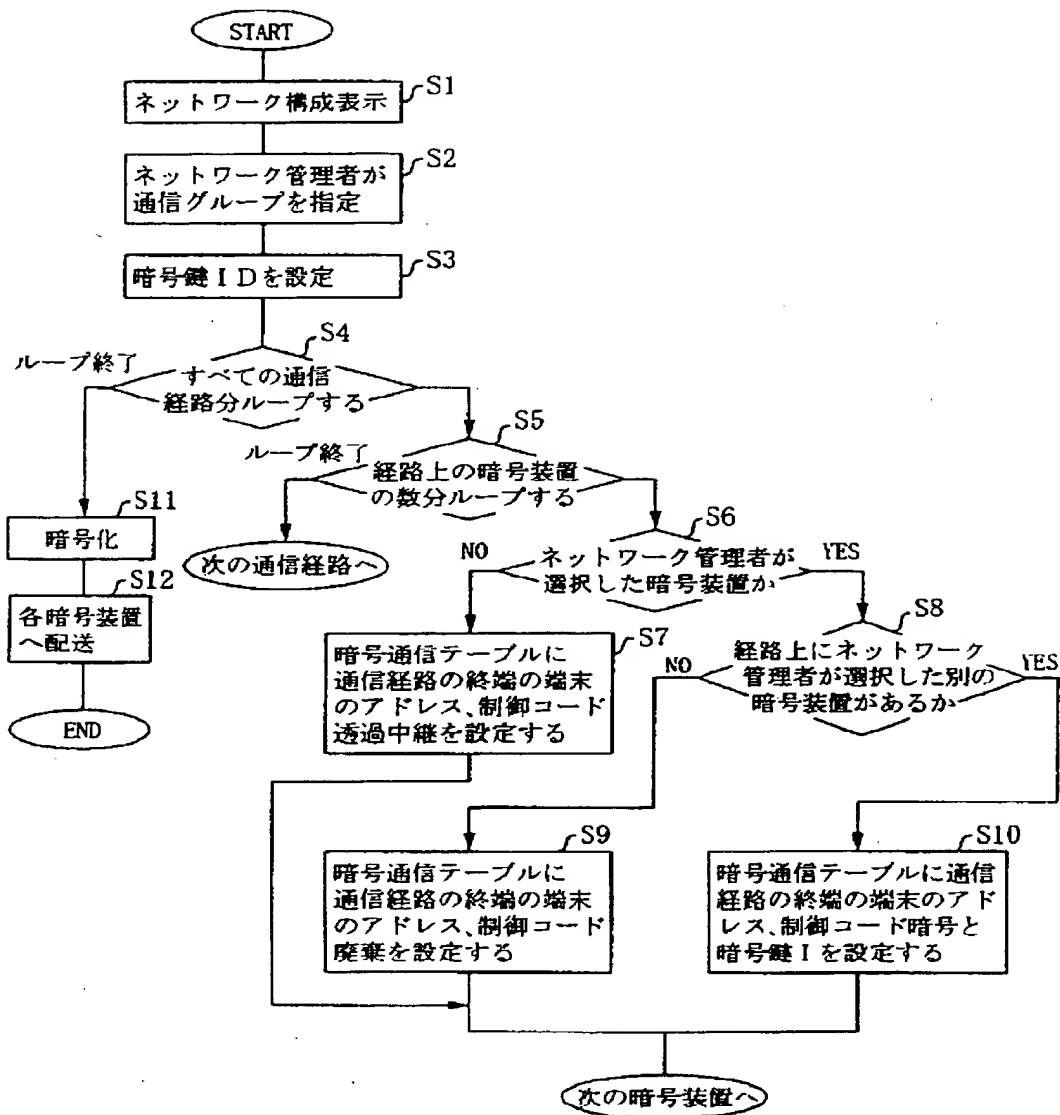 START
S1
ネットワーク構成表示
S2
ネットワーク管理者が
通信グループを指定
S3
暗号鍵IDを設定
S4
ループ終了
すべての通信
経路分ループする
S5
ループ終了
経路上の暗号装置
の数分ループする
S11
暗号化
次の通信経路へ
S6
NO
YES
ネットワーク管理者が
選択した暗号装置か
S12
各暗号装置
へ配送
END
S7
暗号通信テーブルに
通信経路の終端の端末
のアドレス、制御コード
透過中継を設定する
S8
NO
YES
経路上にネットワーク
管理者が選択した別の
暗号装置があるか
S9
暗号通信テーブルに
通信経路の終端の端末
のアドレス、制御コード
廃棄を設定する
S10
暗号通信テーブルに通信
経路の終端の端末のアド
レス、制御コード暗号と
暗号鍵Iを設定する
次の暗号装置へ